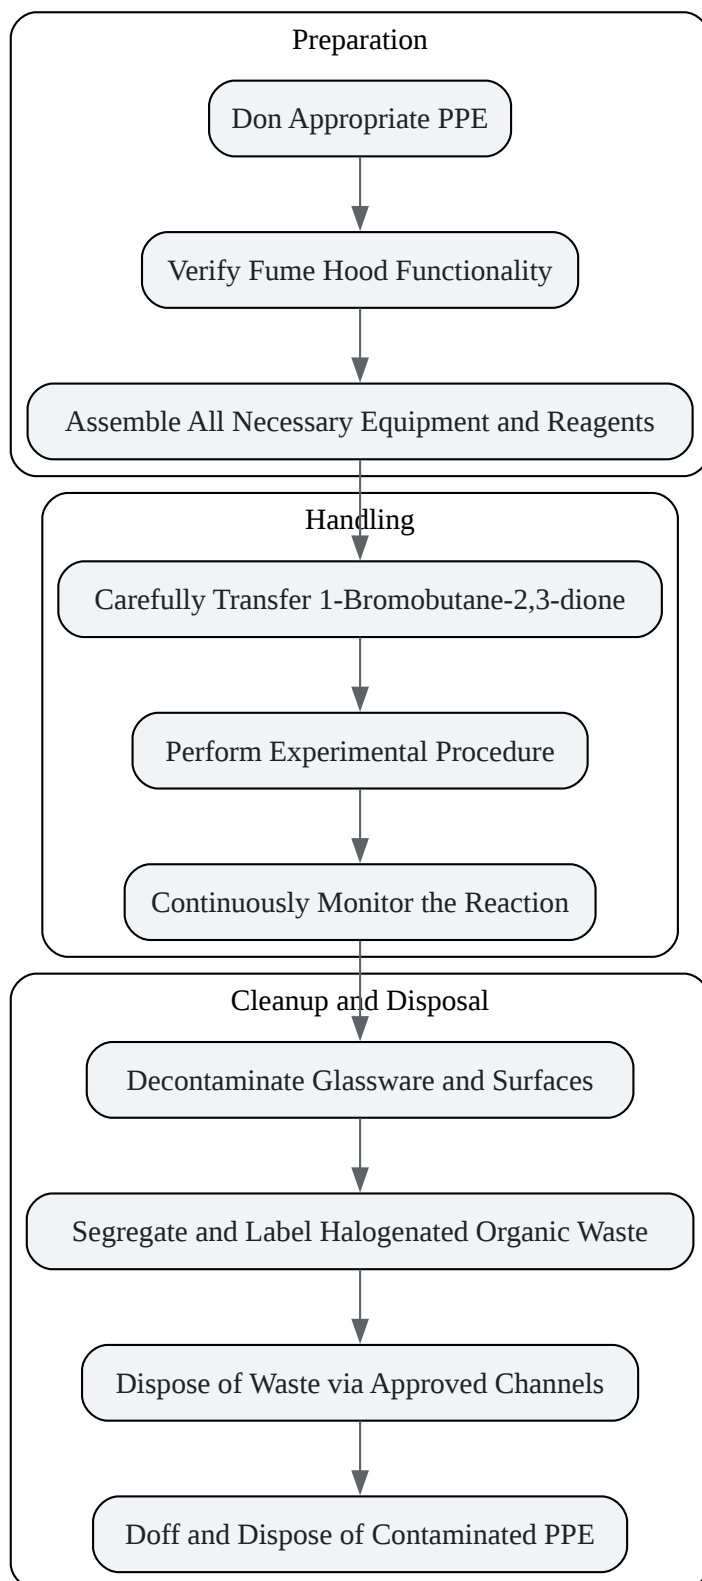 Preparation
Don Appropriate PPE
Verify Fume Hood Functionality
Assemble All Necessary Equipment and Reagents
Handling
Carefully Transfer 1-Bromobutane-2,3-dione
Perform Experimental Procedure
Continuously Monitor the Reaction
Cleanup and Disposal
Decontaminate Glassware and Surfaces
Segregate and Label Halogenated Organic Waste
Dispose of Waste via Approved Channels
Doff and Dispose of Contaminated PPE